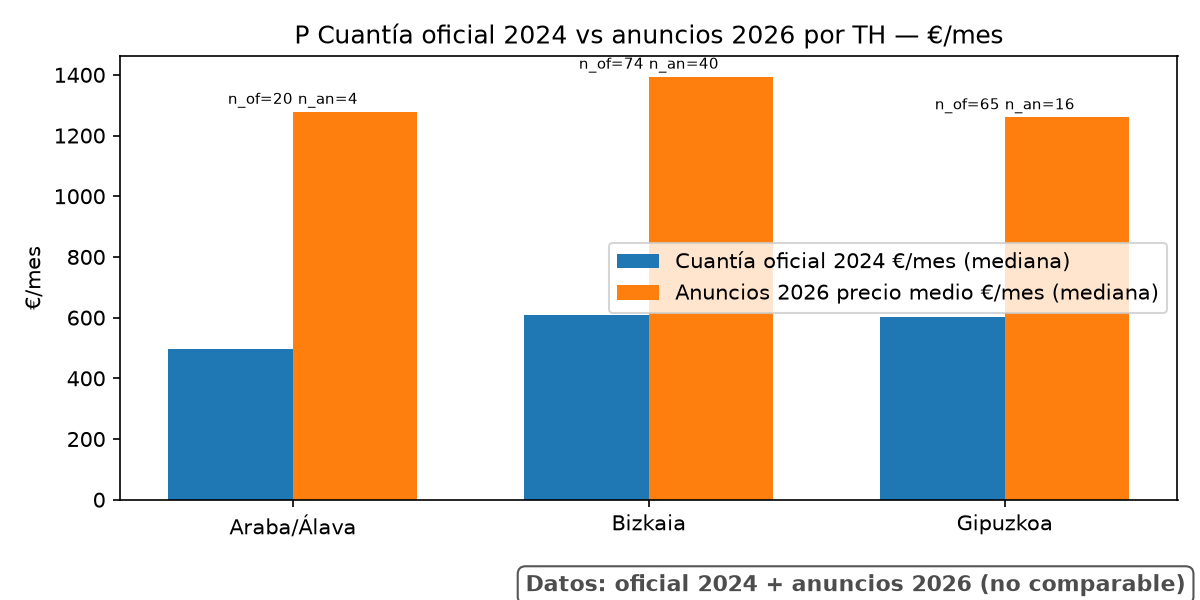 P Cuantía oficial 2024 vs anuncios 2026 por TH — €/mes
€/mes
1400
1200
1000
800
600
400
200
0
n_of=20 n_an=4
n_of=74 n_an=40
n_of=65 n_an=16
Cuantía oficial 2024 €/mes (mediana)
Anuncios 2026 precio medio €/mes (mediana)
Araba/Álava
Bizkaia
Gipuzkoa
Datos: oficial 2024 + anuncios 2026 (no comparable)